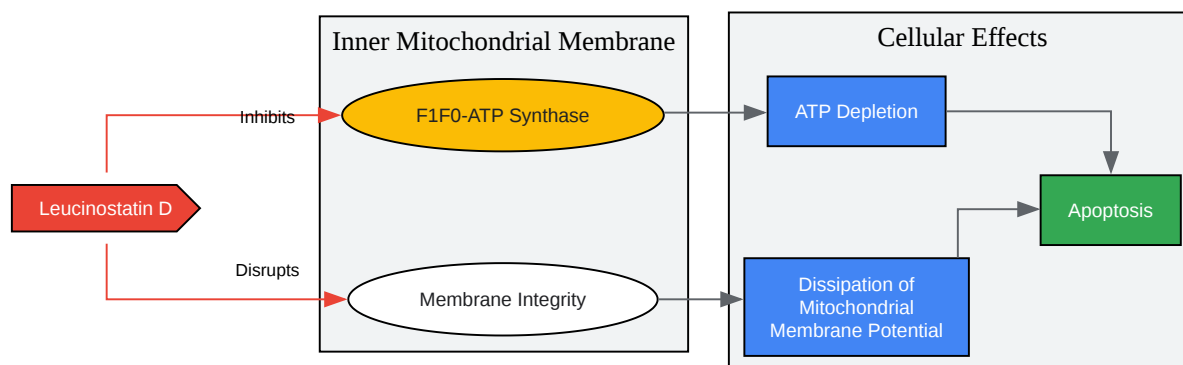 Inner Mitochondrial Membrane
Cellular Effects
Inhibits
F1F0-ATP Synthase
ATP Depletion
Leucinostatin D
Apoptosis
Disrupts
Membrane Integrity
Dissipation of
Mitochondrial
Membrane Potential